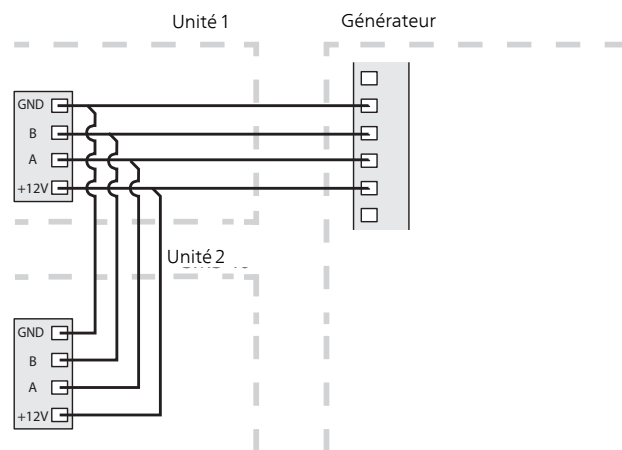 Unité 1
Générateur
GND
B
A
+12V
Unité 2
GND
B
A
+12V